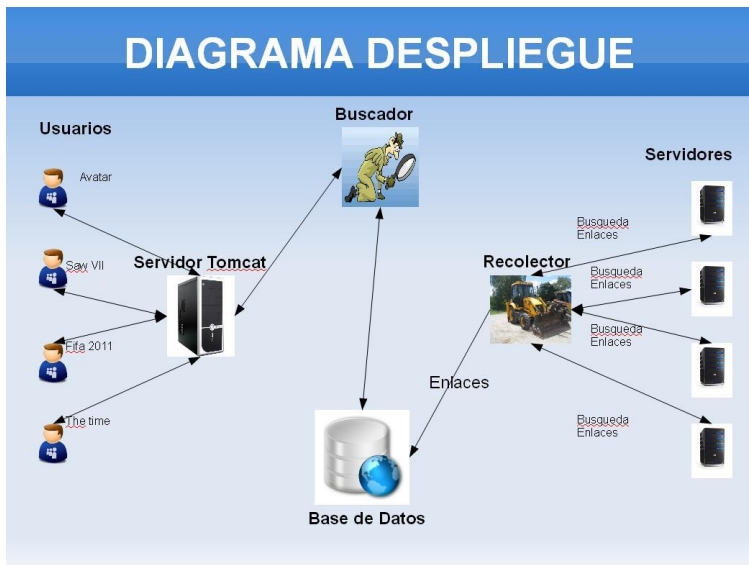 DIAGRAMA DESPLIEGUE
Buscador
Usuarios
Servidores
Avatar
Saw VII
Servidor Tomcat
Fifa 2011
The time
Recolector
Busqueda
Enlaces
Busqueda
Enlaces
Busqueda
Enlaces
Busqueda
Enlaces
Enlaces
Base de Datos